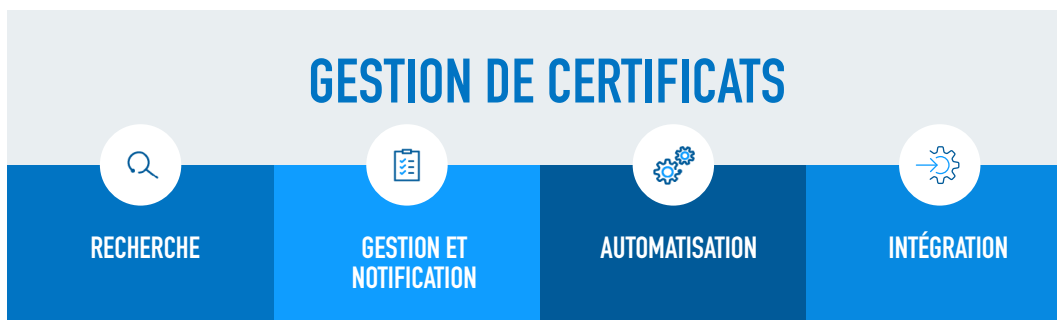 GESTION DE CERTIFICATS
RECHERCHE
GESTION ET
NOTIFICATION
AUTOMATISATION
INTÉGRATION